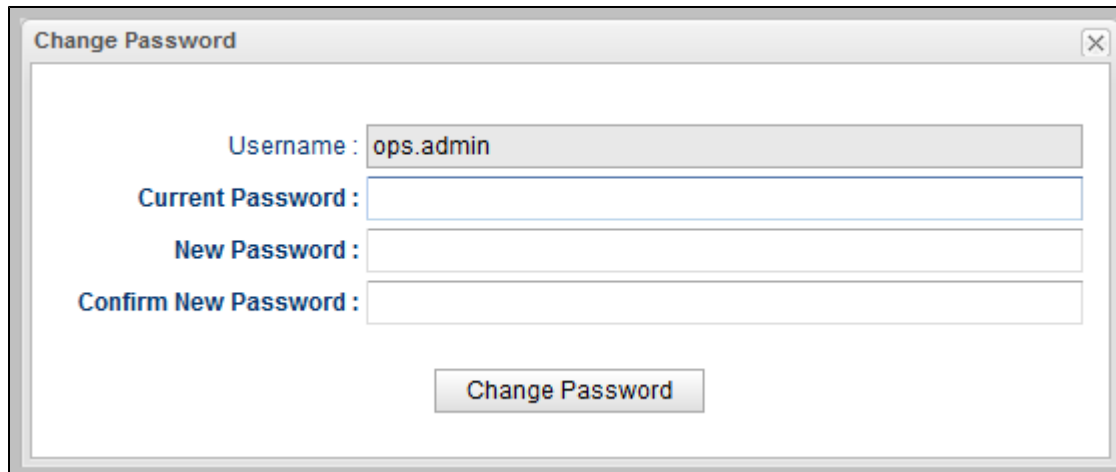 Change Password
Username : ops.admin
Current Password :
New Password :
Confirm New Password :
Change Password